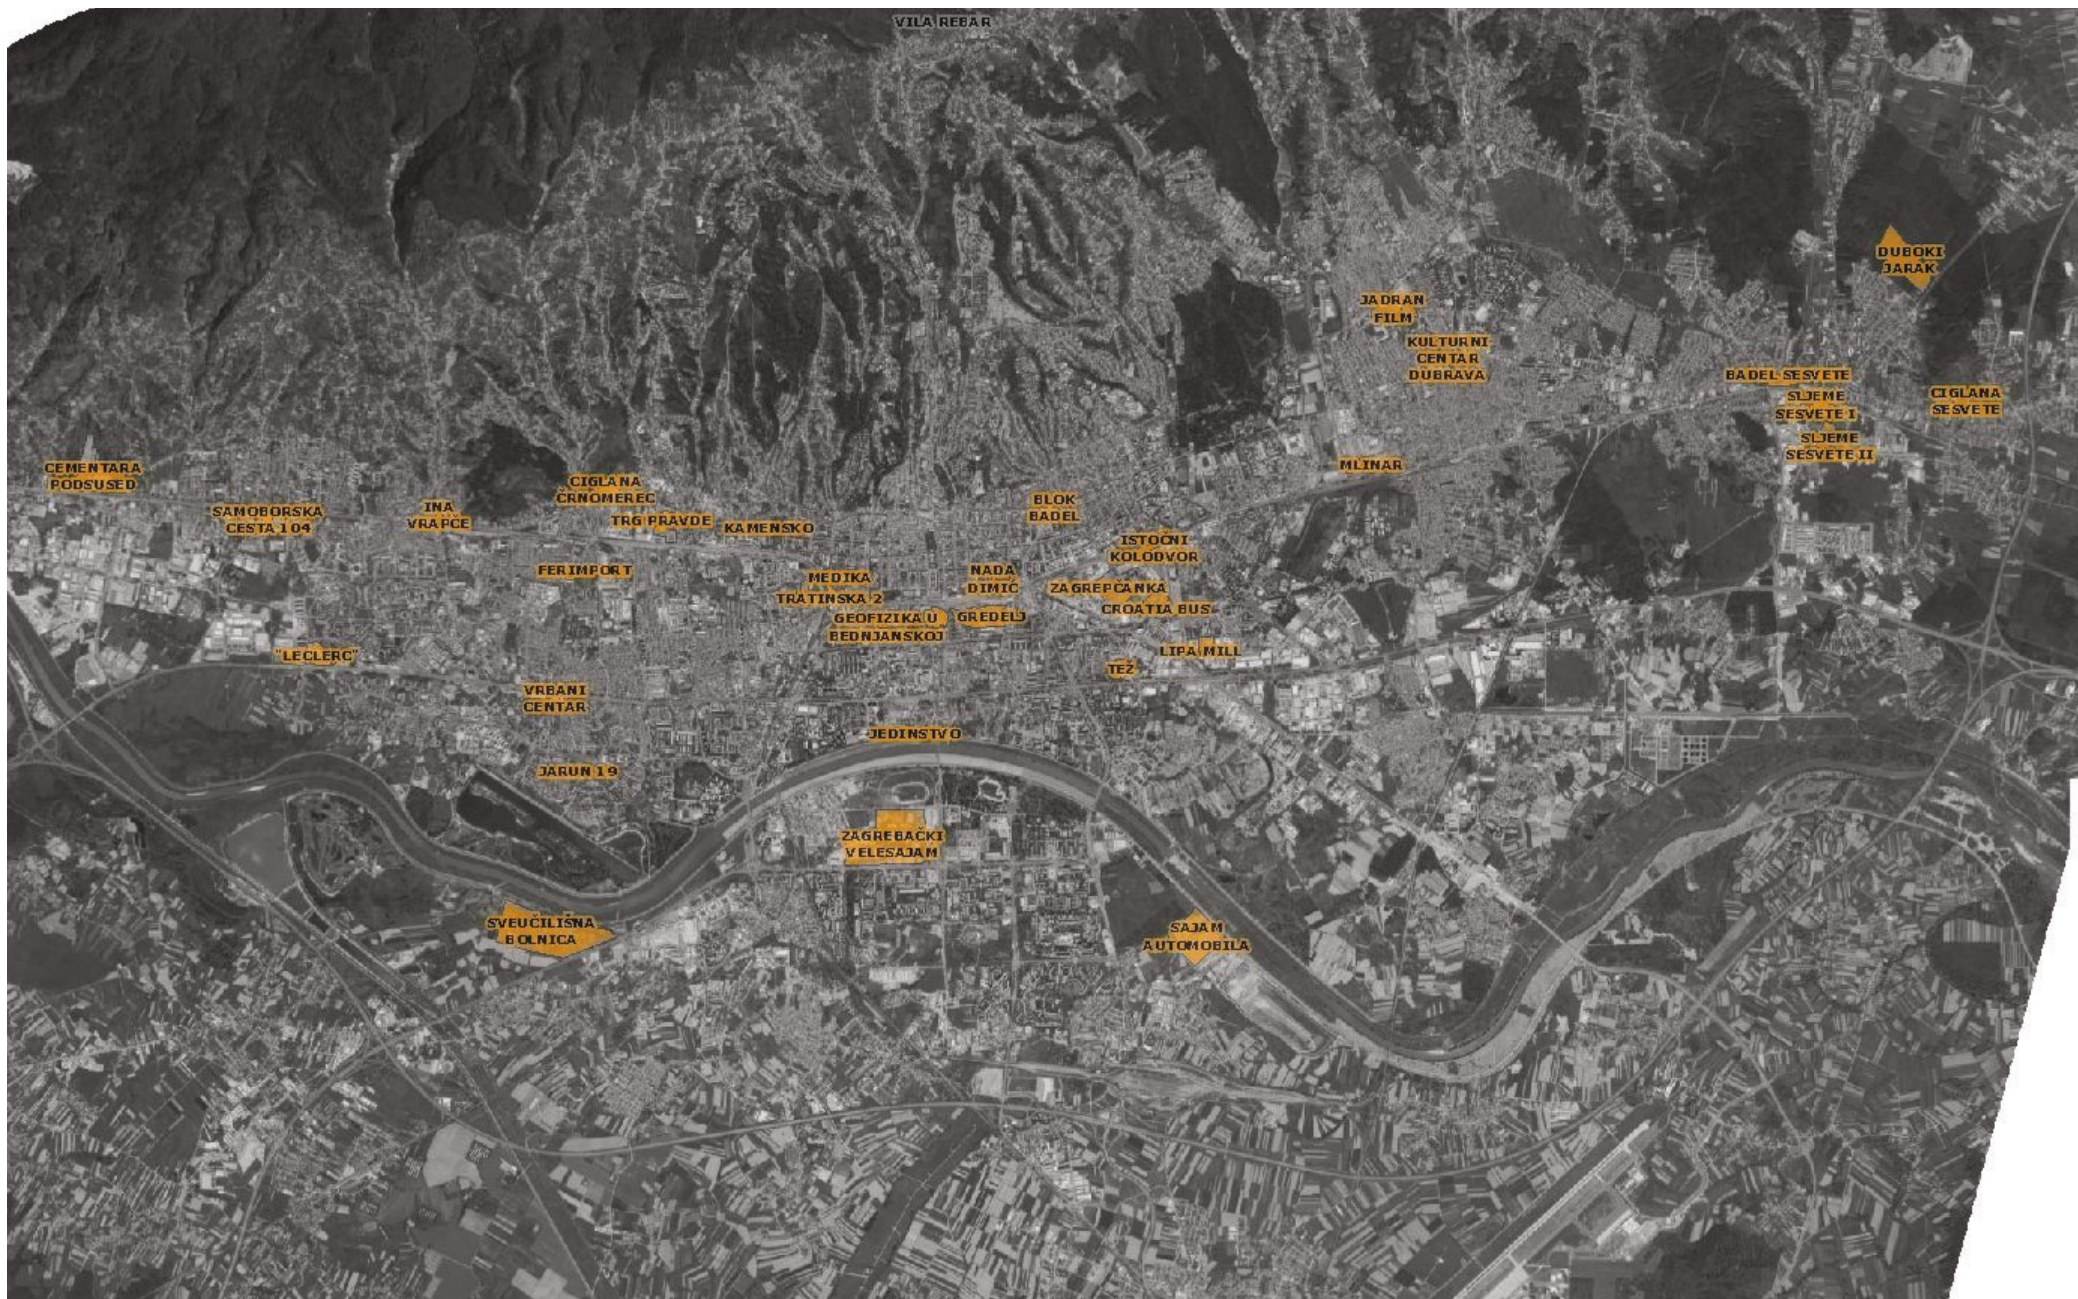 VILA REBAR
DUBOKI
JARAK
JADRAN
FILM
KULTURNI
CENTAR
DUBRAVA
BADEL SESVETE
SLJEME
SESVETE I
CIGLANA
SESVETE
SLJEME
SESVETE II
CEMENTARA
PODSUSED
MLINAR
CIGLANA
ČRNOMEREC
SAMOBORSKA
CESTA 104
INA
VRAPČE
TRG PRAVDE
KAMENSKO
BLOK
BADEL
ISTOČNI
KOLODVOR
FERIMPORT
MEDIKA
TRATINSKA 2
NADA
DIMIĆ
ZAGREPČANKA
CROATIA BUS
GEOFIZIKA U
BEDNJANSKOJ
GREDELJ
"LECLERC"
LIPA MILL
TEŽ
VRBANI
CENTAR
JEDINSTVO
JARUN 19
ZAGREBAČKI
VELESAJAM
SVEUČILIŠNA
BOLNICA
SAJAM
AUTOMOBILA